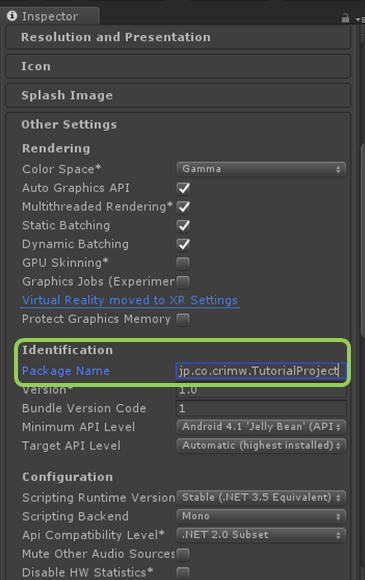 Inspector
Resolution and Presentation
Icon
Splash Image
Other Settings
Rendering
Color Space* Gamma
Auto Graphics API
Multithreaded Rendering*
Static Batching
Dynamic Batching
GPU Skinning*
Graphics Jobs (Experimen
Virtual Reality moved to XR Settings
Protect Graphics Memory
Identification
Package Name jp.co.crimw.TutorialProject
Version* 1.0
Bundle Version Code 1
Minimum API Level Android 4.1 'Jelly Bean' (API
Target API Level Automatic (highest installed)
Configuration
Scripting Runtime Version Stable (.NET 3.5 Equivalent)
Scripting Backend Mono
Api Compatibility Level* .NET 2.0 Subset
Mute Other Audio Sources
Disable HW Statistics*